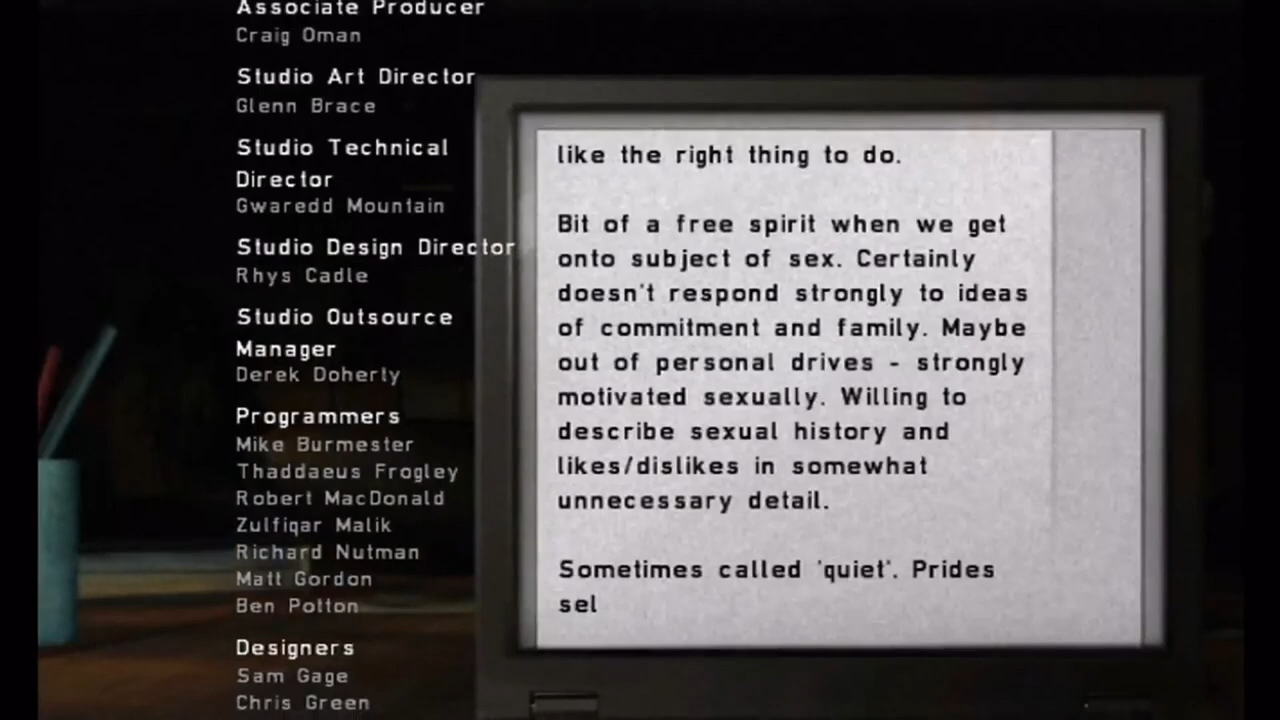 Associate Producer
Craig Oman
Studio Art Director
Glenn Brace
Studio Technical
Director
Gwaredd Mountain
Studio Design Director
Rhys Cadle
Studio Outsource
Manager
Derek Doherty
Programmers
Mike Burmester
Thaddaeus Frogley
Robert MacDonald
Zulfiqar Malik
Richard Nutman
Matt Gordon
Ben Potton
Designers
Sam Gage
Chris Green
like the right thing to do.
Bit of a free spirit when we get
onto subject of sex. Certainly
doesn't respond strongly to ideas
of commitment and family. Maybe
out of personal drives - strongly
motivated sexually. Willing to
describe sexual history and
likes/dislikes in somewhat
unnecessary detail.
Sometimes called 'quiet'. Prides
sel